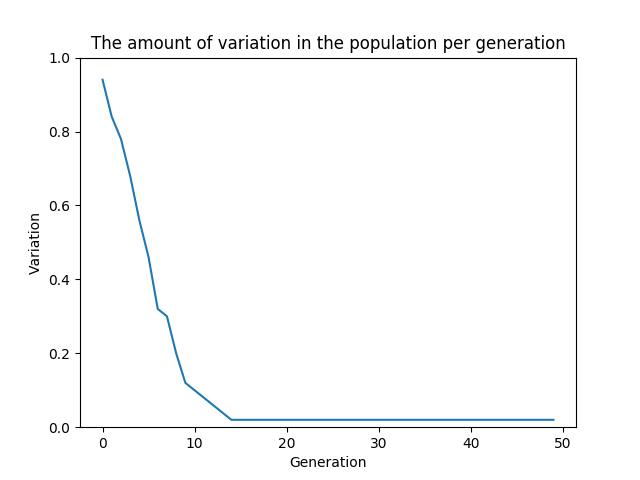 The amount of variation in the population per generation
1.0
0.8
0.6
0.4
0.2
0.0
Variation
0 10 20 30 40 50
Generation